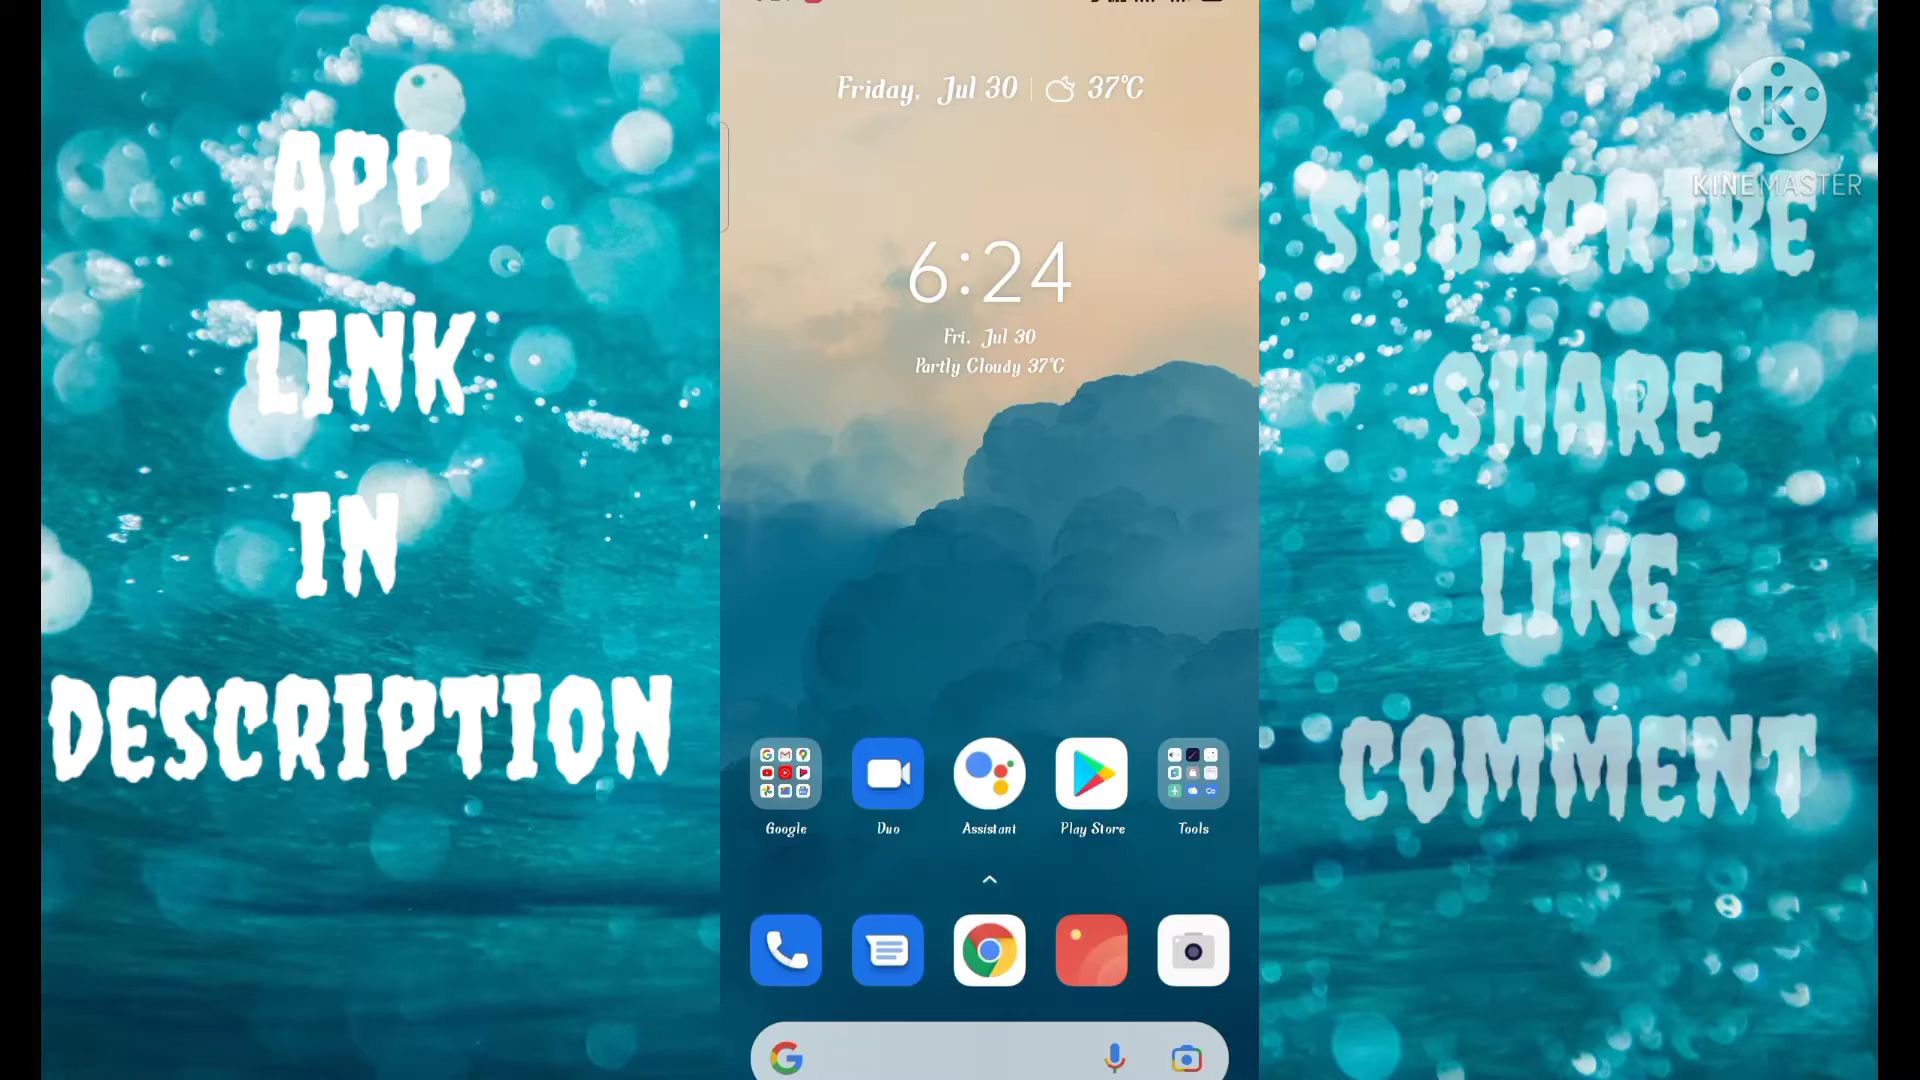 APP
LINK
IN
DESCRIPTION
Friday, Jul 30 37°C
6:24
Fri, Jul 30
Partly Cloudy 37°C
Google Duo Assistant Play Store Tools
K
KINEMASTER
SUBSCRIBE
SHARE
LIKE
COMMENT